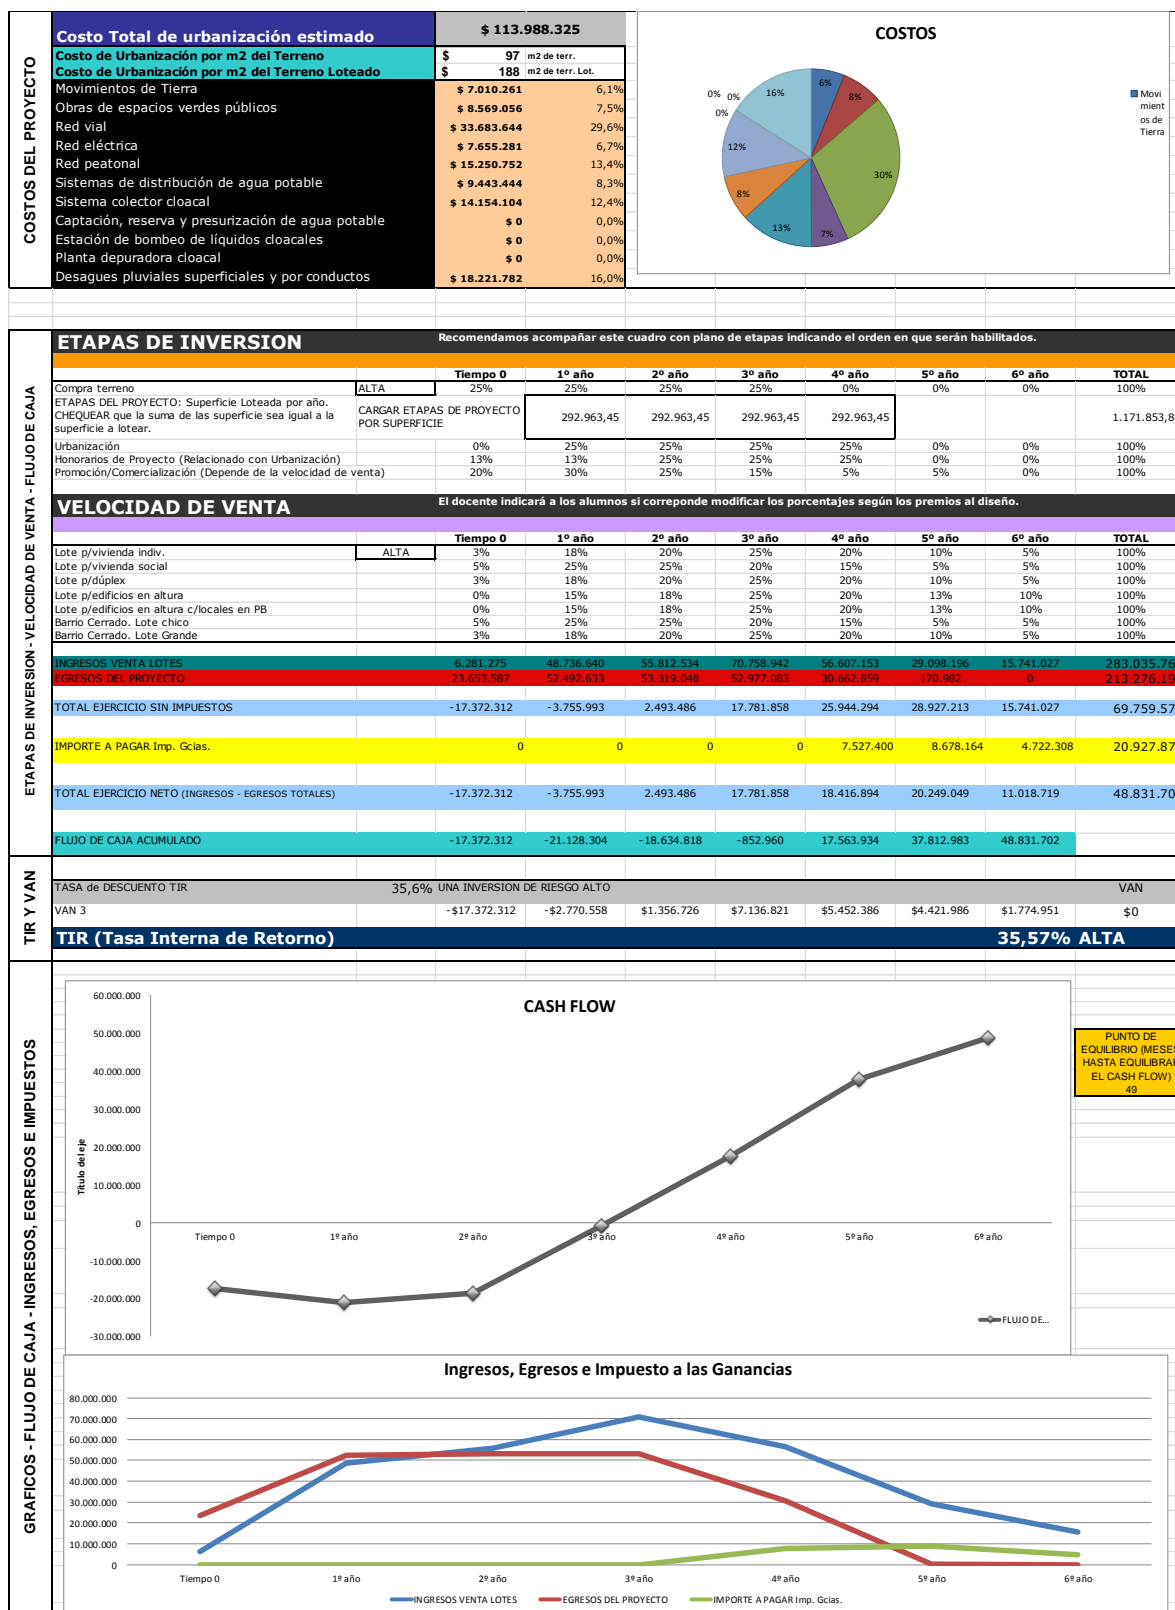 COSTOS DEL PROYECTO
Costo Total de urbanización estimado $ 113.988.325
Costo de Urbanización por m2 del Terreno $ 97 m2 de terr.
Costo de Urbanización por m2 del Terreno Loteado $ 188 m2 de terr. Lot.
Movimientos de Tierra $ 7.010.261 6,1%
Obras de espacios verdes públicos $ 8.569.056 7,5%
Red vial $ 33.683.644 29,6%
Red eléctrica $ 7.655.281 6,7%
Red peatonal $ 15.250.752 13,4%
Sistemas de distribución de agua potable $ 9.443.444 8,3%
Sistema colector cloacal $ 14.154.104 12,4%
Captación, reserva y presurización de agua potable $ 0 0,0%
Estación de bombeo de líquidos cloacales $ 0 0,0%
Planta depuradora cloacal $ 0 0,0%
Desagues pluviales superficiales y por conductos $ 18.221.782 16,0%
COSTOS
6%
8%
30%
7%
13%
8%
12%
0%
0%
0%
16%
Movi
mient
os de
Tierra
ETAPAS DE INVERSION - VELOCIDAD DE VENTA - FLUJO DE CAJA
ETAPAS DE INVERSION Recomendamos acompañar este cuadro con plano de etapas indicando el orden en que serán habilitados.
Tiempo 0 1º año 2º año 3º año 4º año 5º año 6º año TOTAL
Compra terreno ALTA 25% 25% 25% 25% 0% 0% 0% 100%
ETAPAS DEL PROYECTO: Superficie Loteada por año.
CHEQUEAR que la suma de las superficie sea igual a la
superficie a lotear.
CARGAR ETAPAS DE PROYECTO
POR SUPERFICIE
292.963,45 292.963,45 292.963,45 292.963,45 1.171.853,8
Urbanización 0% 25% 25% 25% 25% 0% 0% 100%
Honorarios de Proyecto (Relacionado con Urbanización) 13% 13% 25% 25% 25% 0% 0% 100%
Promoción/Comercialización (Depende de la velocidad de venta) 20% 30% 25% 15% 5% 5% 0% 100%
VELOCIDAD DE VENTA El docente indicará a los alumnos si correponde modificar los porcentajes según los premios al diseño.
Tiempo 0 1º año 2º año 3º año 4º año 5º año 6º año TOTAL
Lote p/vivienda indiv. ALTA 3% 18% 20% 25% 20% 10% 5% 100%
Lote p/vivienda social 5% 25% 25% 20% 15% 5% 5% 100%
Lote p/dúplex 3% 18% 20% 25% 20% 10% 5% 100%
Lote p/edificios en altura 0% 15% 18% 25% 20% 13% 10% 100%
Lote p/edificios en altura c/locales en PB 0% 15% 18% 25% 20% 13% 10% 100%
Barrio Cerrado. Lote chico 5% 25% 25% 20% 15% 5% 5% 100%
Barrio Cerrado. Lote Grande 3% 18% 20% 25% 20% 10% 5% 100%
INGRESOS VENTA LOTES 6.281.275 48.736.640 55.812.534 70.758.942 56.607.153 29.098.196 15.741.027 283.035.76
EGRESOS DEL PROYECTO 23.653.587 52.492.633 53.319.048 52.977.083 30.662.859 170.982 0 213.276.19
TOTAL EJERCICIO SIN IMPUESTOS -17.372.312 -3.755.993 2.493.486 17.781.858 25.944.294 28.927.213 15.741.027 69.759.57
IMPORTE A PAGAR Imp. Gcias. 0 0 0 0 7.527.400 8.678.164 4.722.308 20.927.87
TOTAL EJERCICIO NETO (INGRESOS - EGRESOS TOTALES) -17.372.312 -3.755.993 2.493.486 17.781.858 18.416.894 20.249.049 11.018.719 48.831.70
FLUJO DE CAJA ACUMULADO -17.372.312 -21.128.304 -18.634.818 -852.960 17.563.934 37.812.983 48.831.702
TIR Y VAN
TASA de DESCUENTO TIR 35,6% UNA INVERSION DE RIESGO ALTO VAN
VAN 3 -$17.372.312 -$2.770.558 $1.356.726 $7.136.821 $5.452.386 $4.421.986 $1.774.951 $0
TIR (Tasa Interna de Retorno) 35,57% ALTA
GRAFICOS - FLUJO DE CAJA - INGRESOS, EGRESOS E IMPUESTOS
CASH FLOW
Título del eje
60.000.000
50.000.000
40.000.000
30.000.000
20.000.000
10.000.000
0
-10.000.000
-20.000.000
-30.000.000
Tiempo 0 1º año 2º año 3º año 4º año 5º año 6º año
FLUJO DE...
PUNTO DE
EQUILIBRIO (MESES
HASTA EQUILIBRAR
EL CASH FLOW)
49
Ingresos, Egresos e Impuesto a las Ganancias
80.000.000
70.000.000
60.000.000
50.000.000
40.000.000
30.000.000
20.000.000
10.000.000
0
Tiempo 0 1º año 2º año 3º año 4º año 5º año 6º año
INGRESOS VENTA LOTES EGRESOS DEL PROYECTO IMPORTE A PAGAR Imp. Gcias.